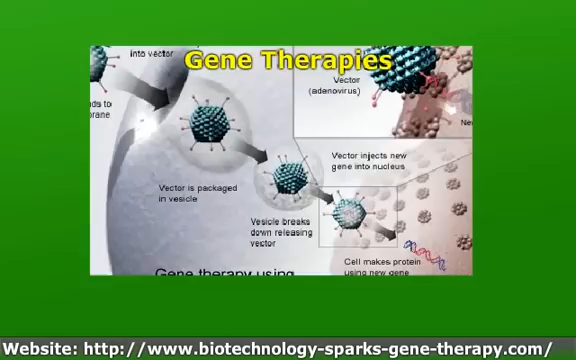 into vector
Gene Therapies
Vector
(adenovirus)
Vector injects new
gene into nucleus
Vector is packaged
in vesicle
Vesicle breaks
down releasing
vector
Cell makes protein
using new gene
Gene therapy using
Website: http://www.biotechnology-sparks-gene-therapy.com/